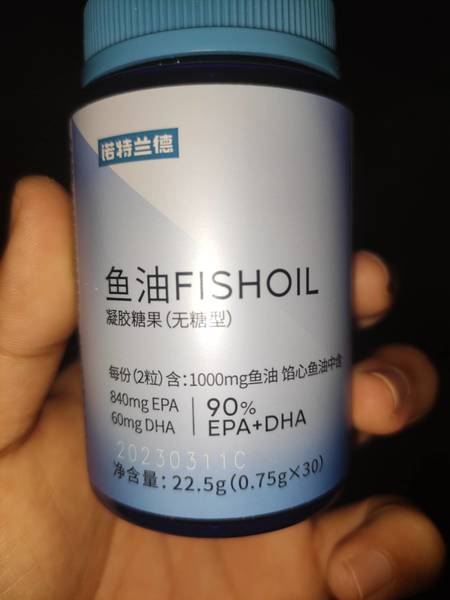 诺特兰德
鱼油FISHOIL
凝胶糖果(无糖型)
每份(2粒)含:1000mg鱼油 馅心鱼油中含
840mg EPA
60mg DHA
90%
EPA+DHA
20230311C
净含量: 22.5g(0.75g×30)